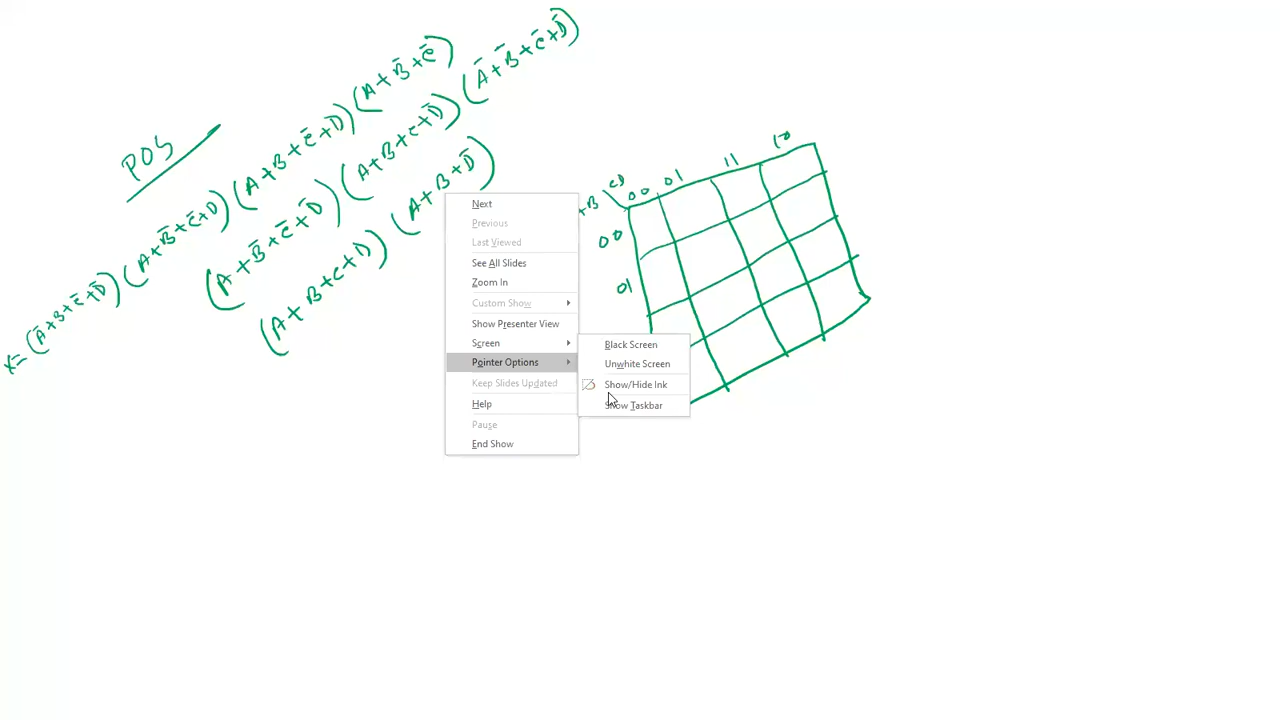 POS
X = (Ā+B+C̄+D̄) (A+B̄+C̄+D) (A+B+C̄+D) (A+B̄+C̄)
(A+B̄+C̄+D̄) (A+B+C+D̄) (Ā+B̄+C̄+D̄)
(A+B+C+D) (A+B+D̄)
CD
00 01 11 10
+B
00
01
Next
Previous
Last Viewed
See All Slides
Zoom In
Custom Show
Show Presenter View
Screen
Pointer Options
Keep Slides Updated
Help
Pause
End Show
Black Screen
Unwhite Screen
Show/Hide Ink
Show Taskbar